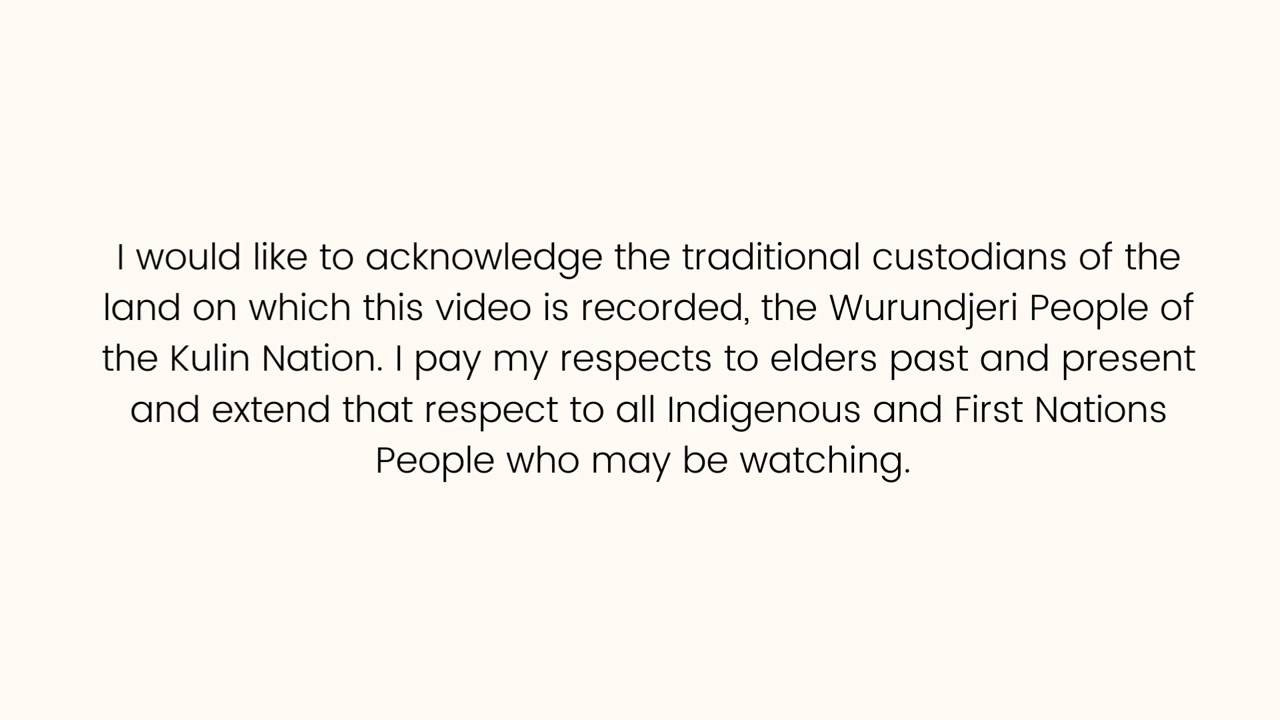 I would like to acknowledge the traditional custodians of the
land on which this video is recorded, the Wurundjeri People of
the Kulin Nation. I pay my respects to elders past and present
and extend that respect to all Indigenous and First Nations
People who may be watching.